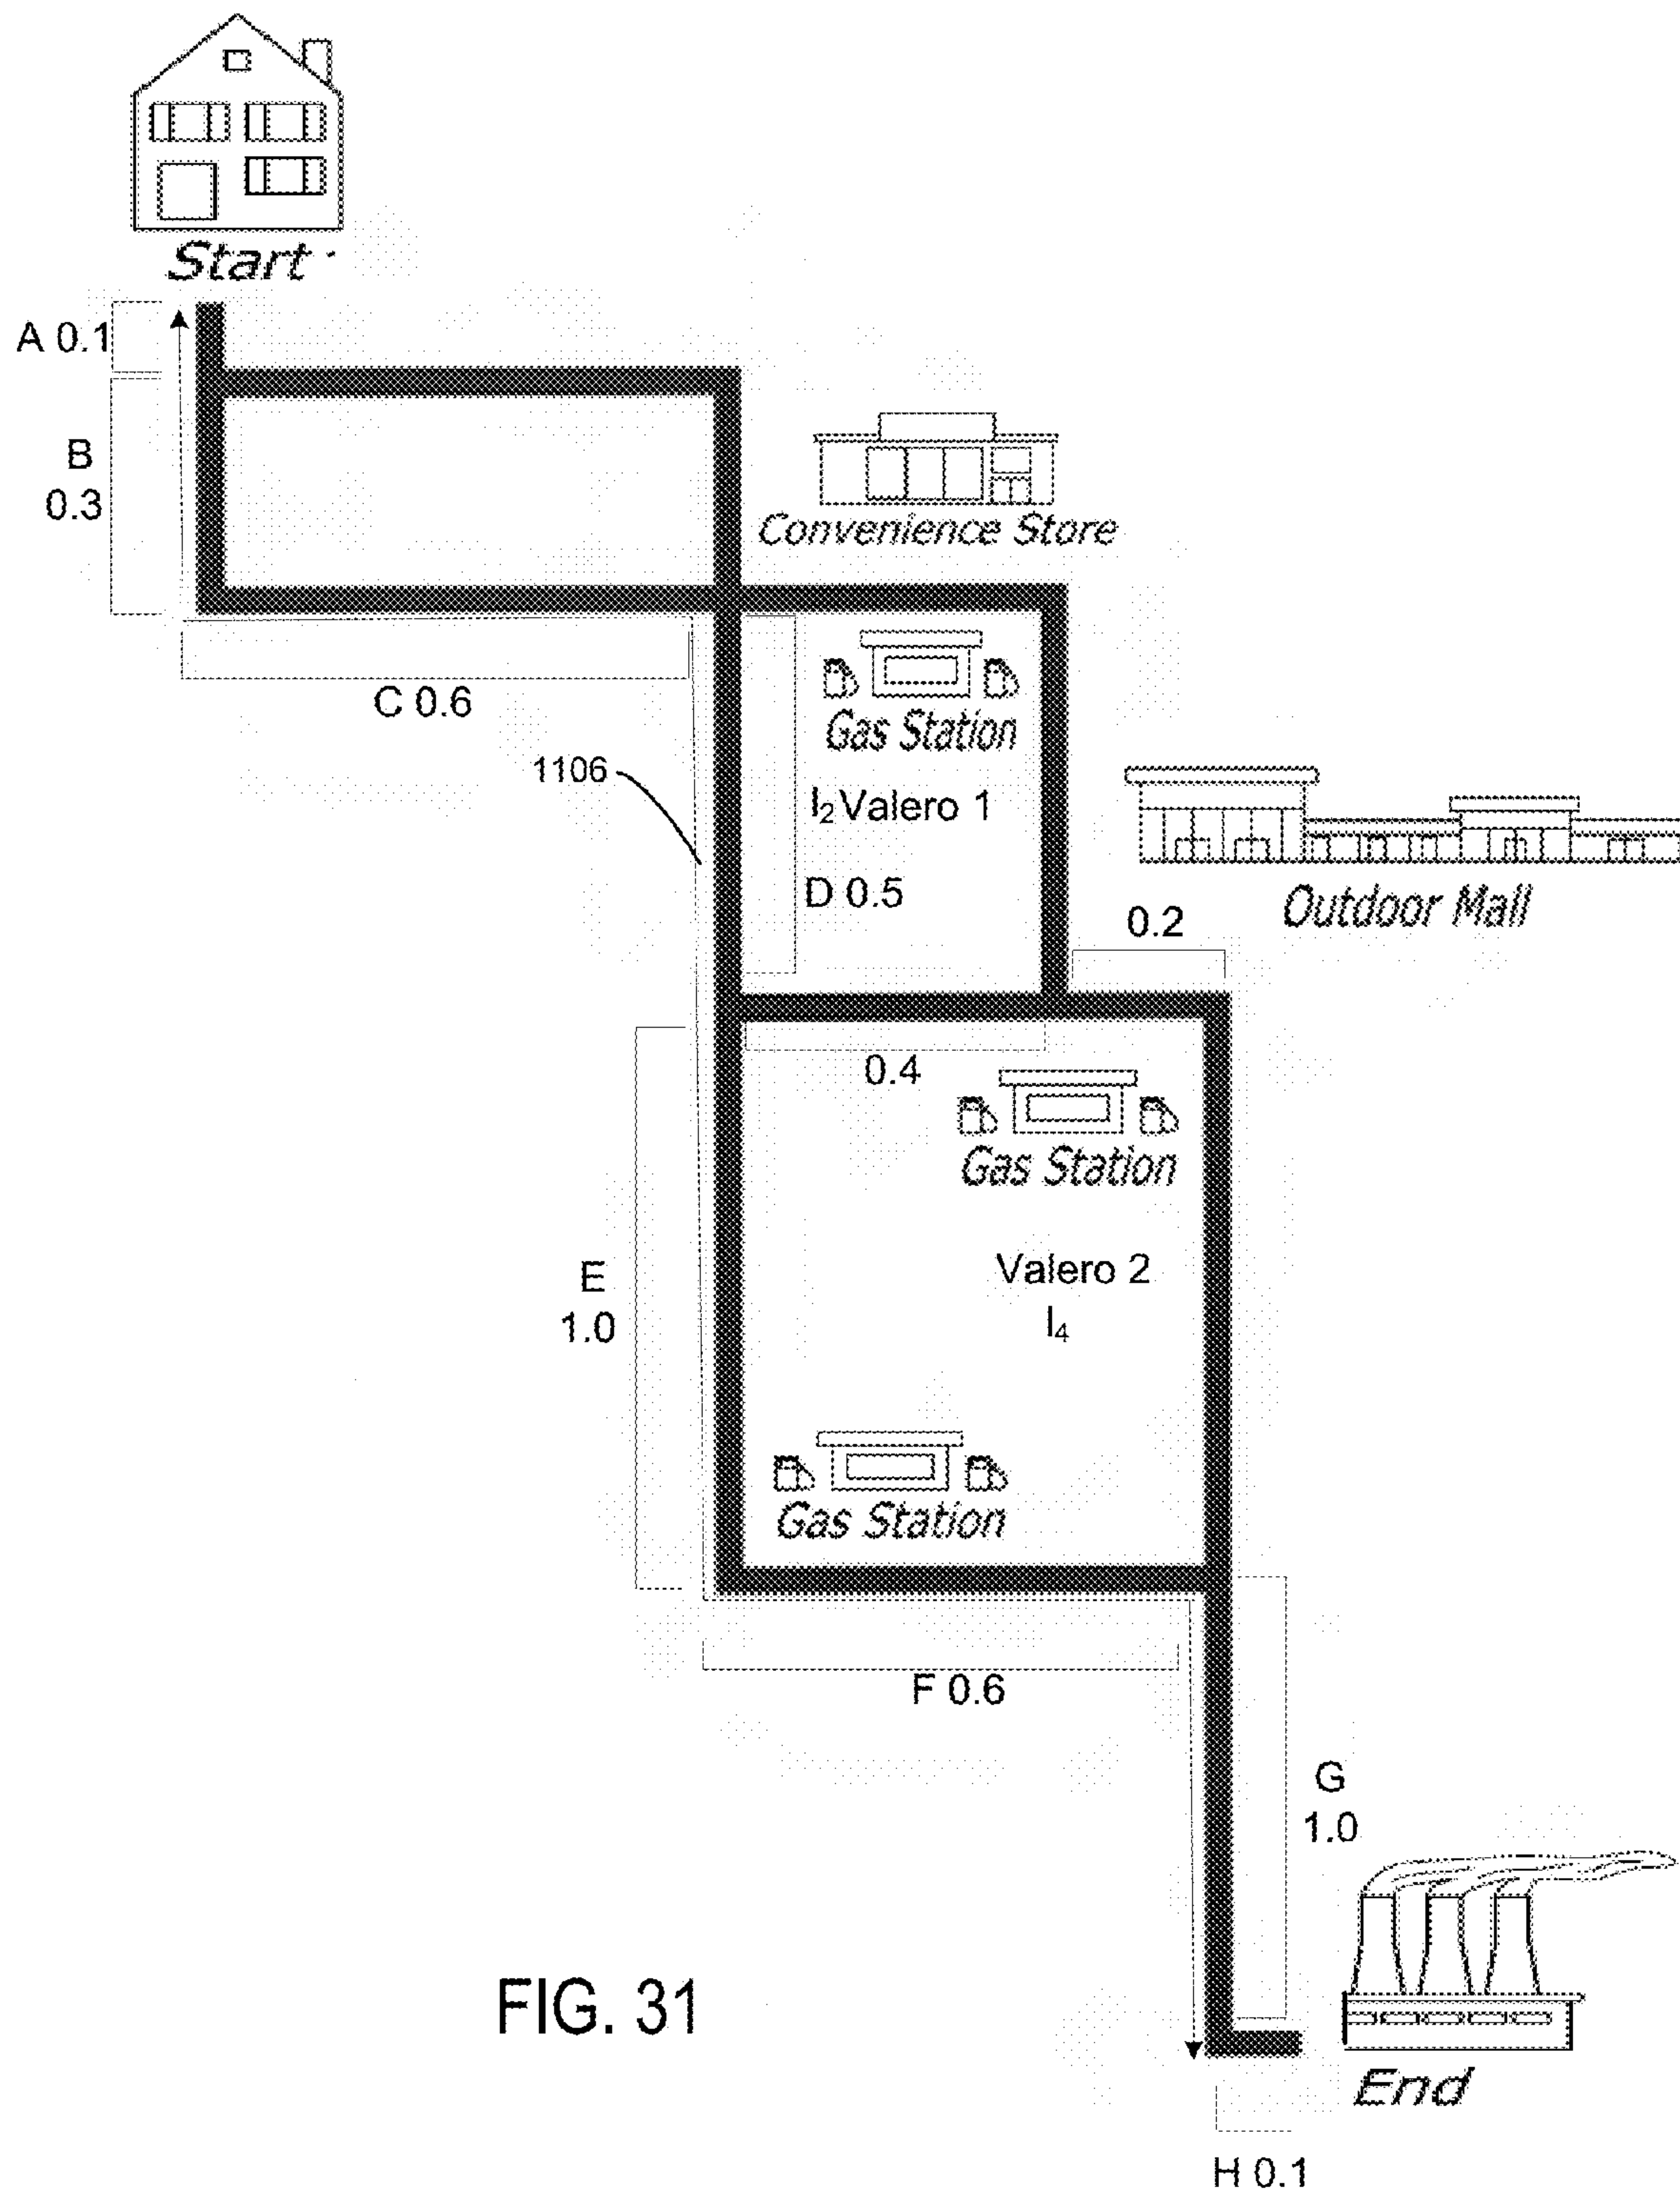 Start
A 0.1
B
0.3
Convenience Store
C 0.6
Gas Station
1106
I2 Valero 1
D 0.5
Outdoor Mall
0.2
0.4
Gas Station
Valero 2
I4
E
1.0
Gas Station
F 0.6
G
1.0
FIG. 31
End
H 0.1